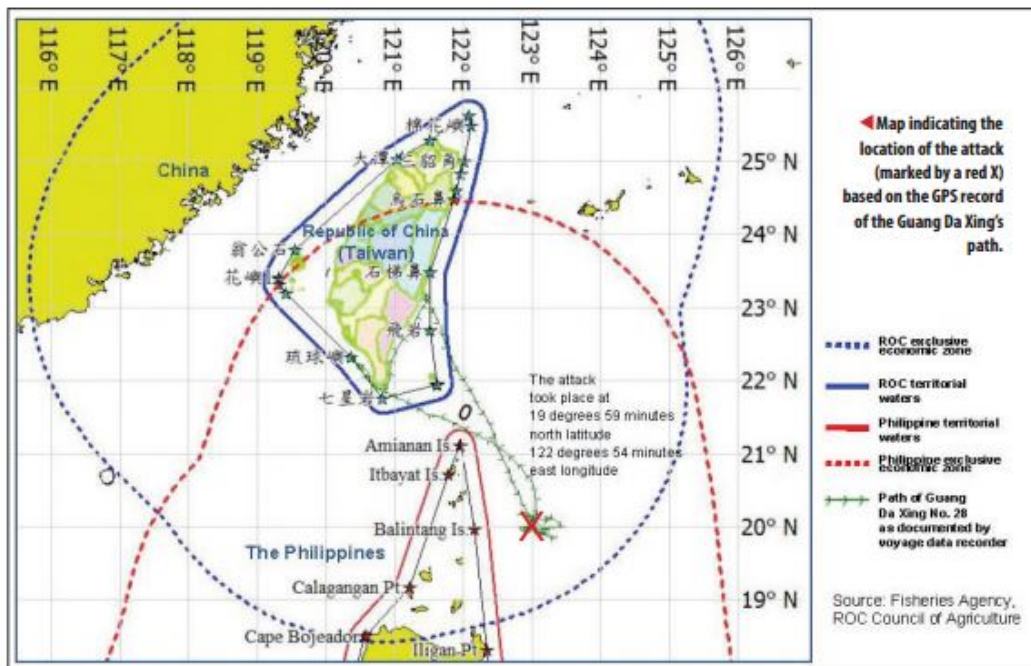 116° E
117° E
118° E
119° E
120° E
121° E
122° E
123° E
124° E
125° E
126° E
棉花嶼
大潭
三貂角
烏石鼻
China
Republic of China
(Taiwan)
翁公石
花嶼1
石梯鼻
飛岩
琉球嶼
七星岩
25° N
24° N
23° N
22° N
21° N
20° N
19° N
The attack
took place at
19 degrees 59 minutes
north latitude
122 degrees 54 minutes
east longitude
0
Amianan Is.
Itbayat Is.
Balintang Is.
The Philippines
X
Calagangan Pt.
Cape Bojeador
Iligan Pt
◀Map indicating the
location of the attack
(marked by a red X)
based on the GPS record
of the Guang Da Xing's
path.
ROC exclusive
economic zone
ROC territorial
waters
Philippine territorial
waters
Philippine exclusive
economic zone
Path of Guang
Da Xing No. 28
as documented by
voyage data recorder
Source: Fisheries Agency,
ROC Council of Agriculture